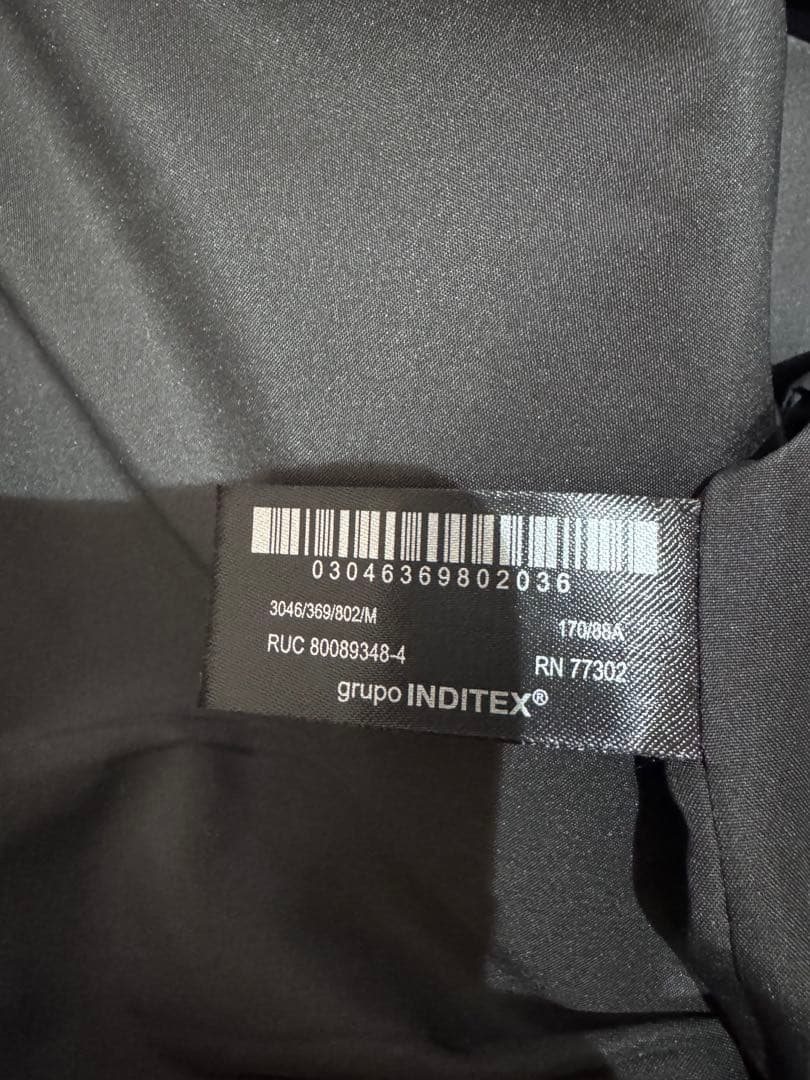 03046369802036
3046/369/802/M
170/88A
RUC 80089348-4
RN 77302
grupo INDITEX®